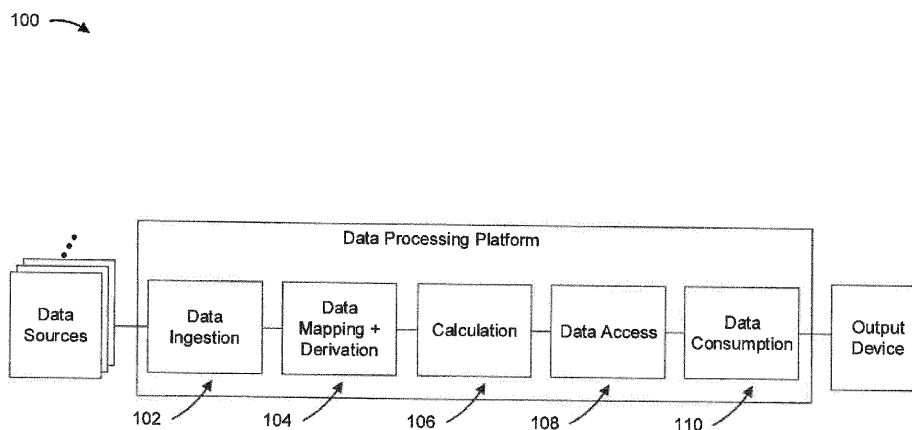 100
Data Processing Platform
Data
Sources
Data
Ingestion
Data
Mapping +
Derivation
Calculation
Data Access
Data
Consumption
Output
Device
102
104
106
108
110